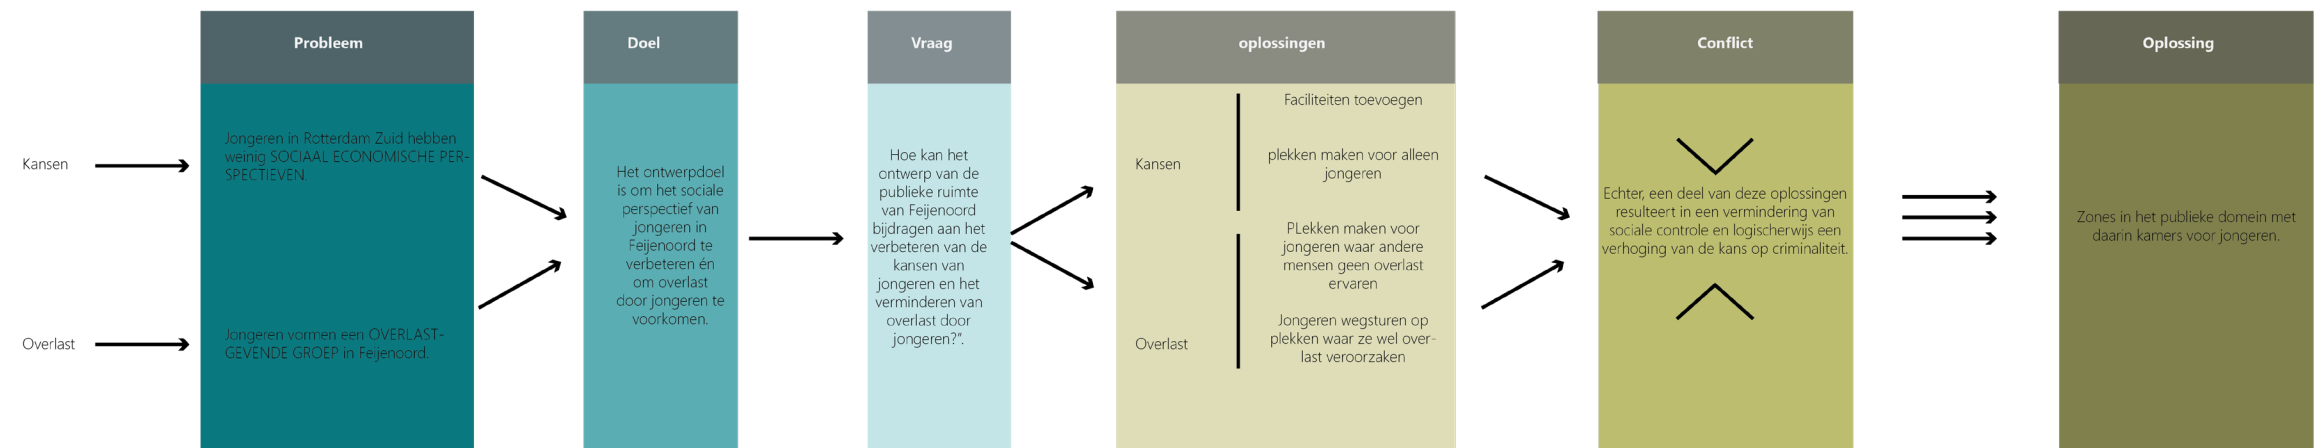 Probleem
Doel
Vraag
oplossingen
Conflict
Oplossing
Kansen
Overlast
Jongeren in Rotterdam Zuid hebben
weinig SOCIAAL ECONOMISCHE PER-
SPECTIEVEN.
Jongeren vormen een OVERLAST-
GEVENDE GROEP in Feijenoord.
Het ontwerpdoel
is om het sociale
perspectief van
jongeren in
Feijenoord te
verbeteren én
om overlast
door jongeren te
voorkomen.
Hoe kan het
ontwerp van de
publieke ruimte
van Feijenoord
bijdragen aan het
verbeteren van de
kansen van
jongeren en het
verminderen van
overlast door
jongeren?”.
Kansen
Faciliteiten toevoegen
plekken maken voor alleen
jongeren
Overlast
PLekken maken voor
jongeren waar andere
mensen geen overlast
ervaren
Jongeren wegsturen op
plekken waar ze wel over-
last veroorzaken
Echter, een deel van deze oplossingen
resulteert in een vermindering van
sociale controle en logischerwijs een
verhoging van de kans op criminaliteit.
Zones in het publieke domein met
daarin kamers voor jongeren.